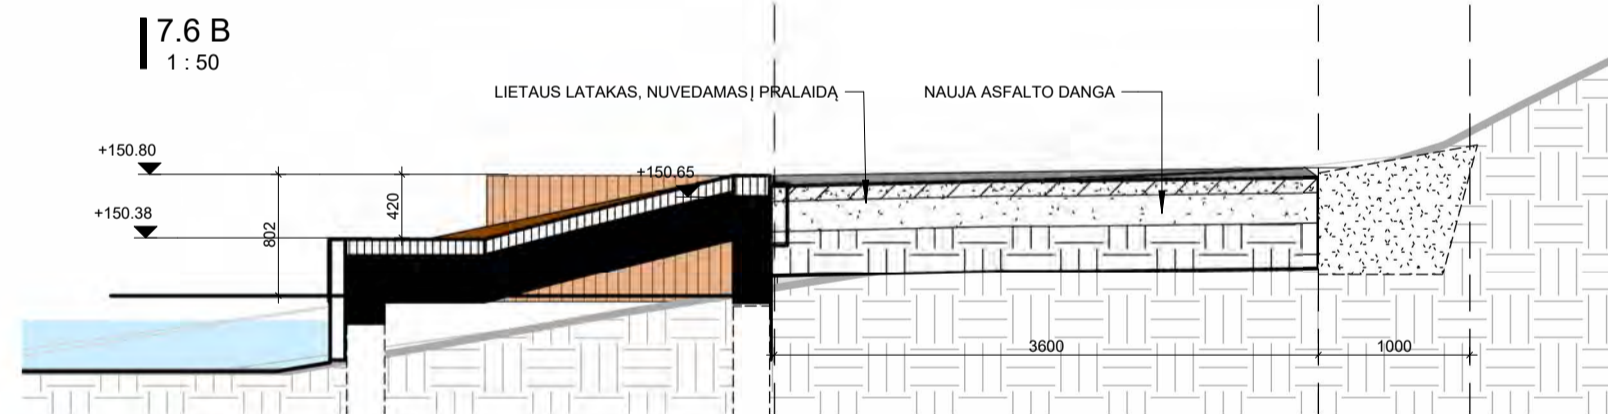 7.6 B
1 : 50
LIETAUS LATAKAS, NUVEDAMAS Į PRALAIDĄ
NAUJA ASFALTO DANGA
+150.80
+150.65
+150.38
420
802
3600
1000